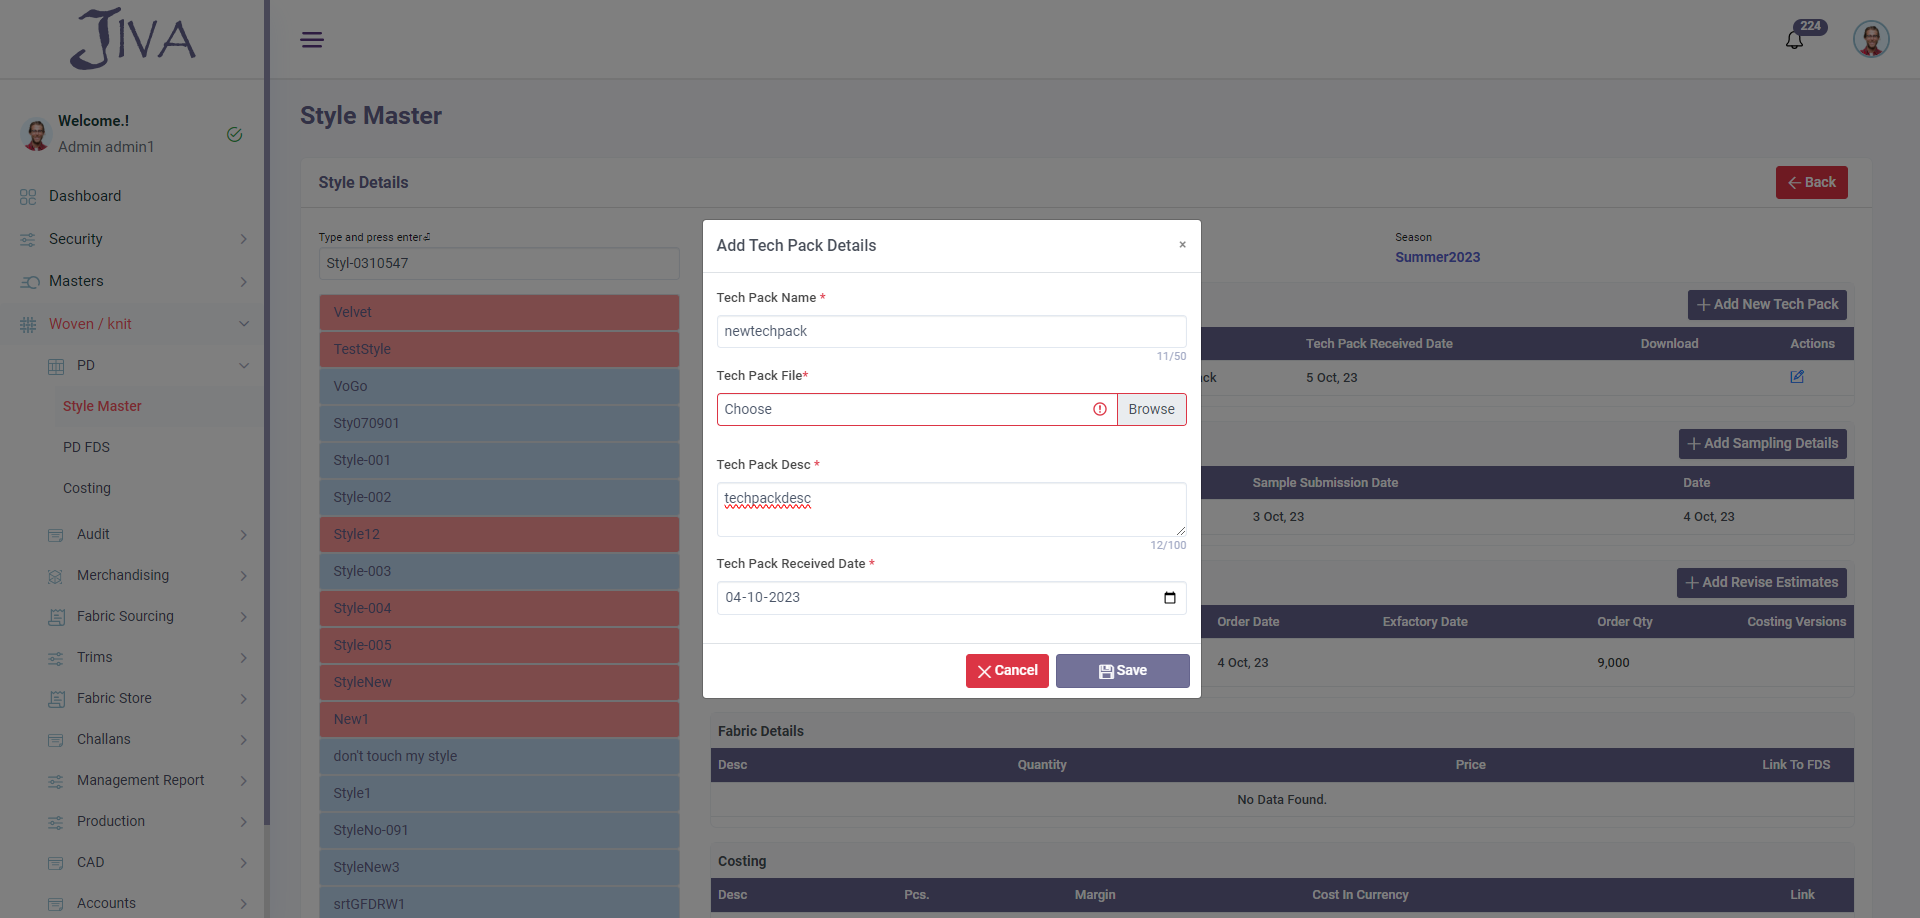 JIVA
224
Welcome.!
Admin admin1
Dashboard
Security
Masters
Woven / knit
PD
Style Master
PD FDS
Costing
Audit
Merchandising
Fabric Sourcing
Trims
Fabric Store
Challans
Management Report
Production
CAD
Accounts
Style Master
Style Details
Back
Type and press enter⏎
Styl-0310547
Velvet
TestStyle
VoGo
Sty070901
Style-001
Style-002
Style12
Style-003
Style-004
Style-005
StyleNew
New1
don't touch my style
Style1
StyleNo-091
StyleNew3
srtGFDRW1
Add Tech Pack Details
×
Tech Pack Name *
newtechpack
11/50
Tech Pack File*
Choose
Browse
Tech Pack Desc *
techpackdesc
12/100
Tech Pack Received Date *
04-10-2023
Cancel
Save
Season
Summer2023
Add New Tech Pack
Tech Pack Received Date Download Actions
ck 5 Oct, 23
Add Sampling Details
Sample Submission Date Date
3 Oct, 23 4 Oct, 23
Add Revise Estimates
Order Date Exfactory Date Order Qty Costing Versions
4 Oct, 23 9,000
Fabric Details
Desc Quantity Price Link To FDS
No Data Found.
Costing
Desc Pcs. Margin Cost In Currency Link